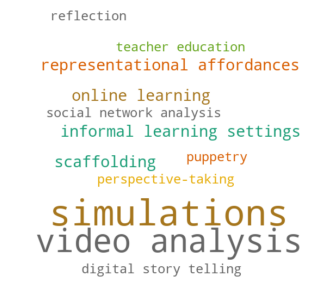 reflection
teacher education
representational affordances
online learning
social network analysis
informal learning settings
puppetry
scaffolding
perspective-taking
simulations
video analysis
digital story telling